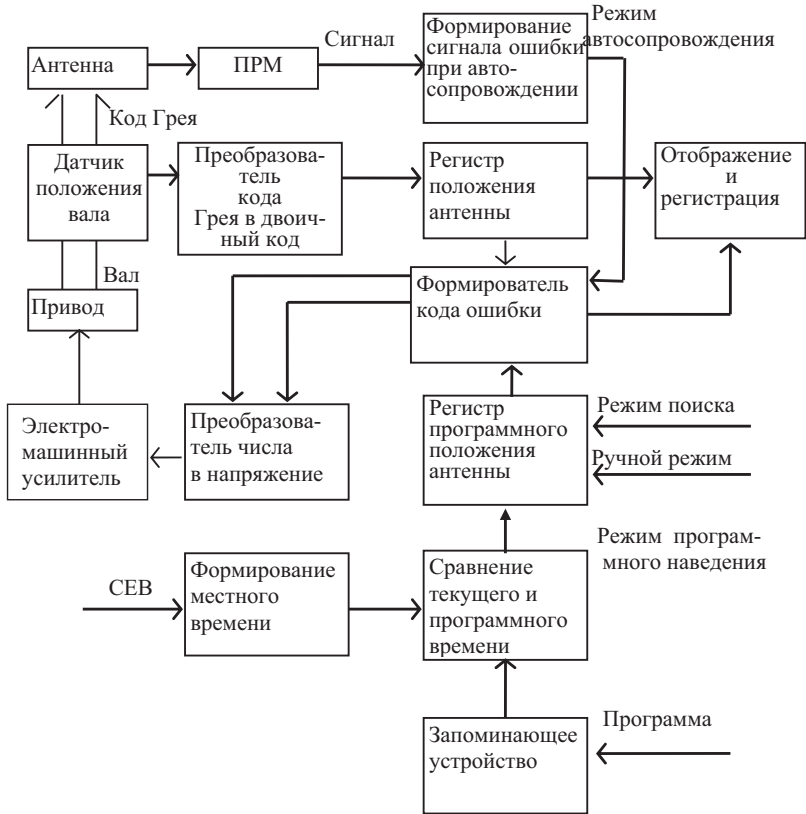 Антенна
ПРМ
Сигнал
Формирование
сигнала ошибки
при авто-
сопровождении
Режим
автосопровождения
Код Грея
Датчик
положения
вала
Преобразова-
тель
кода
Грея в двоич-
ный код
Регистр
положения
антенны
Отображение
и
регистрация
Вал
Привод
Формирователь
кода ошибки
Электро-
машинный
усилитель
Преобразова-
тель числа
в напряжение
Регистр
программного
положения
антенны
Режим поиска
Ручной режим
Режим програм-
много наведения
СЕВ
Формирование
местного
времени
Сравнение
текущего и
программного
времени
Запоминающее
устройство
Программа